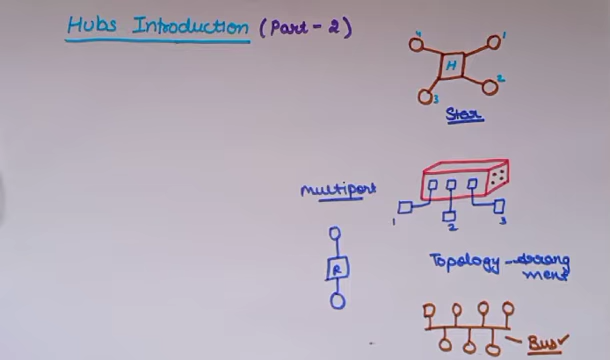 Hubs Introduction (Part - 2)
4
1
H
2
3
Star
multiport
1
2
3
R
Topology - arrang
ment
Bus✓